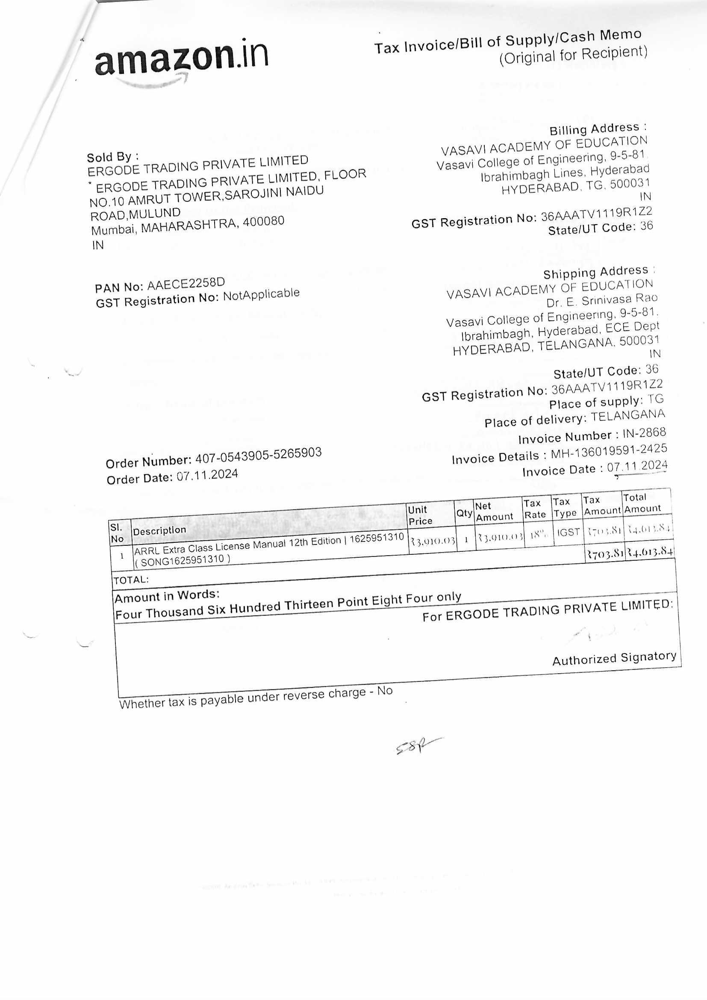 amazon.in
Tax Invoice/Bill of Supply/Cash Memo
(Original for Recipient)
Sold By :
ERGODE TRADING PRIVATE LIMITED
* ERGODE TRADING PRIVATE LIMITED, FLOOR
NO.10 AMRUT TOWER,SAROJINI NAIDU
ROAD,MULUND
Mumbai, MAHARASHTRA, 400080
IN
Billing Address :
VASAVI ACADEMY OF EDUCATION
Vasavi College of Engineering, 9-5-81
Ibrahimbagh Lines, Hyderabad
HYDERABAD, TG, 500031
IN
GST Registration No: 36AAATV1119R1Z2
State/UT Code: 36
PAN No: AAECE2258D
GST Registration No: NotApplicable
Shipping Address :
VASAVI ACADEMY OF EDUCATION
Dr. E. Srinivasa Rao
Vasavi College of Engineering, 9-5-81,
Ibrahimbagh, Hyderabad, ECE Dept
HYDERABAD, TELANGANA, 500031
IN
State/UT Code: 36
GST Registration No: 36AAATV1119R1Z2
Place of supply: TG
Place of delivery: TELANGANA
Order Number: 407-0543905-5265903
Order Date: 07.11.2024
Invoice Number : IN-2868
Invoice Details : MH-136019591-2425
Invoice Date : 07.11.2024
Sl. No Description Unit Price Qty Net Amount Tax Rate Tax Type Tax Amount Total Amount
1 ARRL Extra Class License Manual 12th Edition | 1625951310 ₹3,910.03 1 ₹3,910.03 18% IGST ₹703.81 ₹4,613.84
( SONG1625951310 )
TOTAL: ₹703.81 ₹4,613.84
Amount in Words:
Four Thousand Six Hundred Thirteen Point Eight Four only
For ERGODE TRADING PRIVATE LIMITED:
Authorized Signatory
Whether tax is payable under reverse charge - No